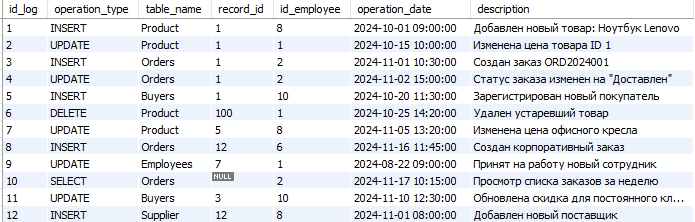 id_log operation_type table_name record_id id_employee operation_date description
1 INSERT Product 1 8 2024-10-01 09:00:00 Добавлен новый товар: Ноутбук Lenovo
2 UPDATE Product 1 1 2024-10-15 10:00:00 Изменена цена товара ID 1
3 INSERT Orders 1 2 2024-11-01 10:30:00 Создан заказ ORD2024001
4 UPDATE Orders 1 2 2024-11-02 15:00:00 Статус заказа изменен на "Доставлен"
5 INSERT Buyers 1 10 2024-10-20 11:30:00 Зарегистрирован новый покупатель
6 DELETE Product 100 1 2024-10-25 14:20:00 Удален устаревший товар
7 UPDATE Product 5 8 2024-11-05 13:20:00 Изменена цена офисного кресла
8 INSERT Orders 12 6 2024-11-16 11:45:00 Создан корпоративный заказ
9 UPDATE Employees 7 1 2024-08-22 09:00:00 Принят на работу новый сотрудник
10 SELECT Orders NULL 2 2024-11-17 10:15:00 Просмотр списка заказов за неделю
11 UPDATE Buyers 3 10 2024-11-10 12:30:00 Обновлена скидка для постоянного кл...
12 INSERT Supplier 12 8 2024-11-01 08:00:00 Добавлен новый поставщик